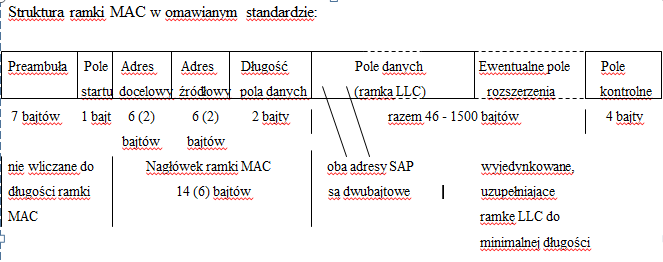 Struktura ramki MAC w omawianym standardzie:
Preambuła Pole Adres Adres Długość Pole danych Ewentualne pole Pole
startu docelowy źródłowy pola danych (ramka LLC) rozszerzenia kontrolne
7 bajtów 1 bajt 6 (2) 6 (2) 2 bajty razem 46 - 1500 bajtów 4 bajty
bajtów bajtów
nie wliczane do Nagłówek ramki MAC oba adresy SAP wyjedynkowane,
długości ramki 14 (6) bajtów są dwubajtowe uzupełniajace
MAC ramkę LLC do
minimalnej długości